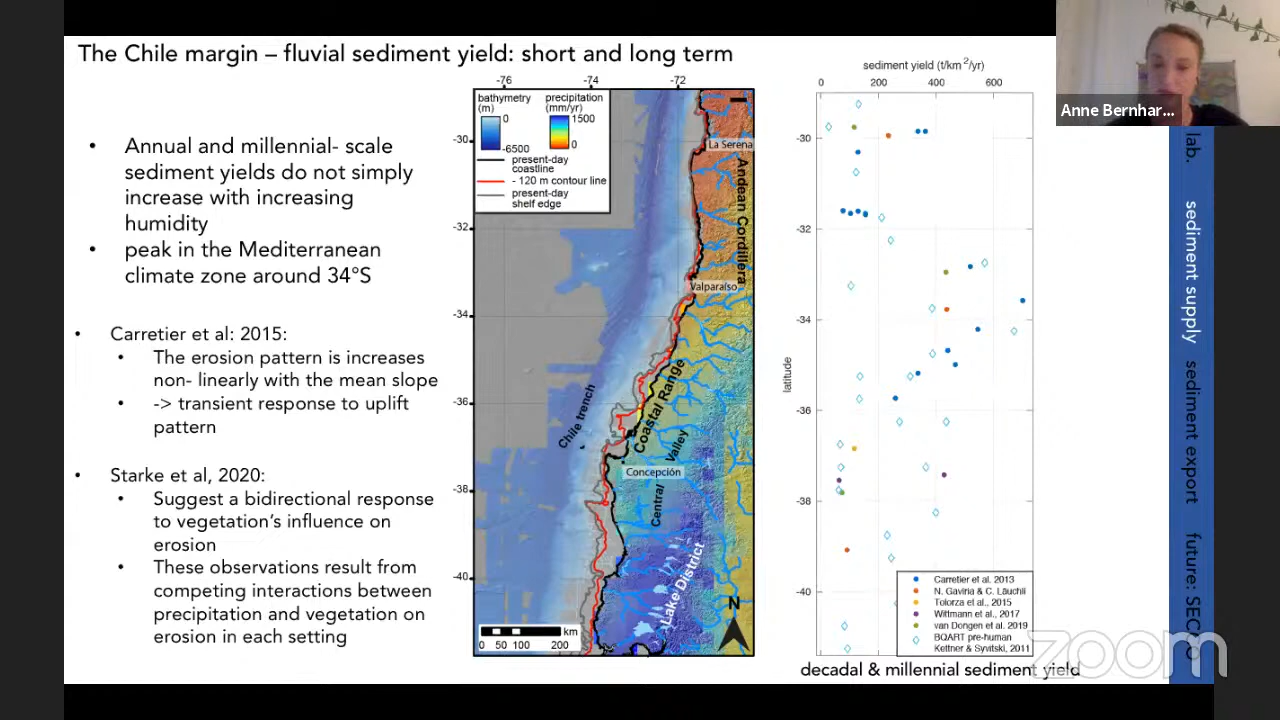 The Chile margin – fluvial sediment yield: short and long term
• Annual and millennial- scale
sediment yields do not simply
increase with increasing
humidity
• peak in the Mediterranean
climate zone around 34°S
• Carretier et al: 2015:
• The erosion pattern is increases
non- linearly with the mean slope
• -> transient response to uplift
pattern
• Starke et al, 2020:
• Suggest a bidirectional response
to vegetation's influence on
erosion
• These observations result from
competing interactions between
precipitation and vegetation on
erosion in each setting
-76 -74 -72
bathymetry
(m)
0
-6500
precipitation
(mm/yr)
1500
0
present-day
coastline
- 120 m contour line
present-day
shelf edge
-30
-32
-34
-36
-38
-40
La Serena
Andean Cordillera
Valparaíso
Chile trench
Coastal Range
Valley
Central
Concepción
Lake District
N
km
0 50 100 200
sediment yield (t/km²/yr)
0 200 400 600
latitude
-30
-32
-34
-36
-38
-40
Carretier et al. 2013
N. Gaviria & C. Läuchli
Tolorza et al., 2015
Wittmann et al., 2017
van Dongen et al. 2019
BQART pre-human
Kettner & Syvitski, 2011
decadal & millennial sediment yield
Anne Bernhar...
lab. sediment supply sediment export future: SEC
zoom